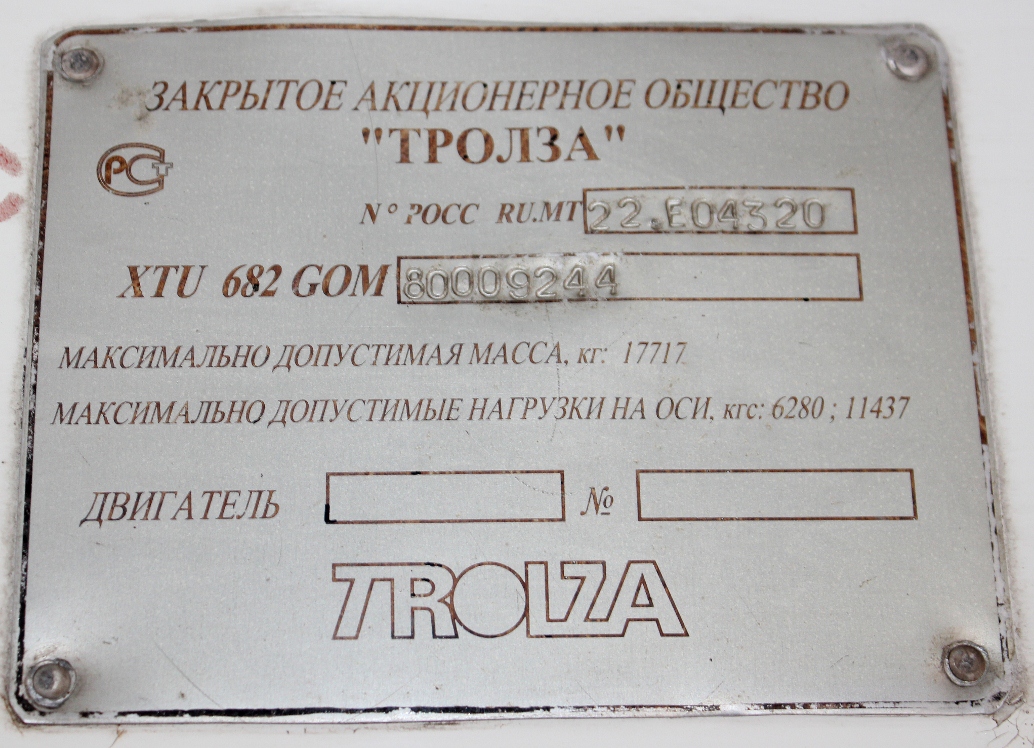 ЗАКРЫТОЕ АКЦИОНЕРНОЕ ОБЩЕСТВО
"ТРОЛЗА"
РСТ
N° РОСС RU.МТ 22.Е04320
XTU 682 GOM 80009244
МАКСИМАЛЬНО ДОПУСТИМАЯ МАССА, кг: 17717
МАКСИМАЛЬНО ДОПУСТИМЫЕ НАГРУЗКИ НА ОСИ, кгс: 6280 ; 11437
ДВИГАТЕЛЬ №
TROLZA